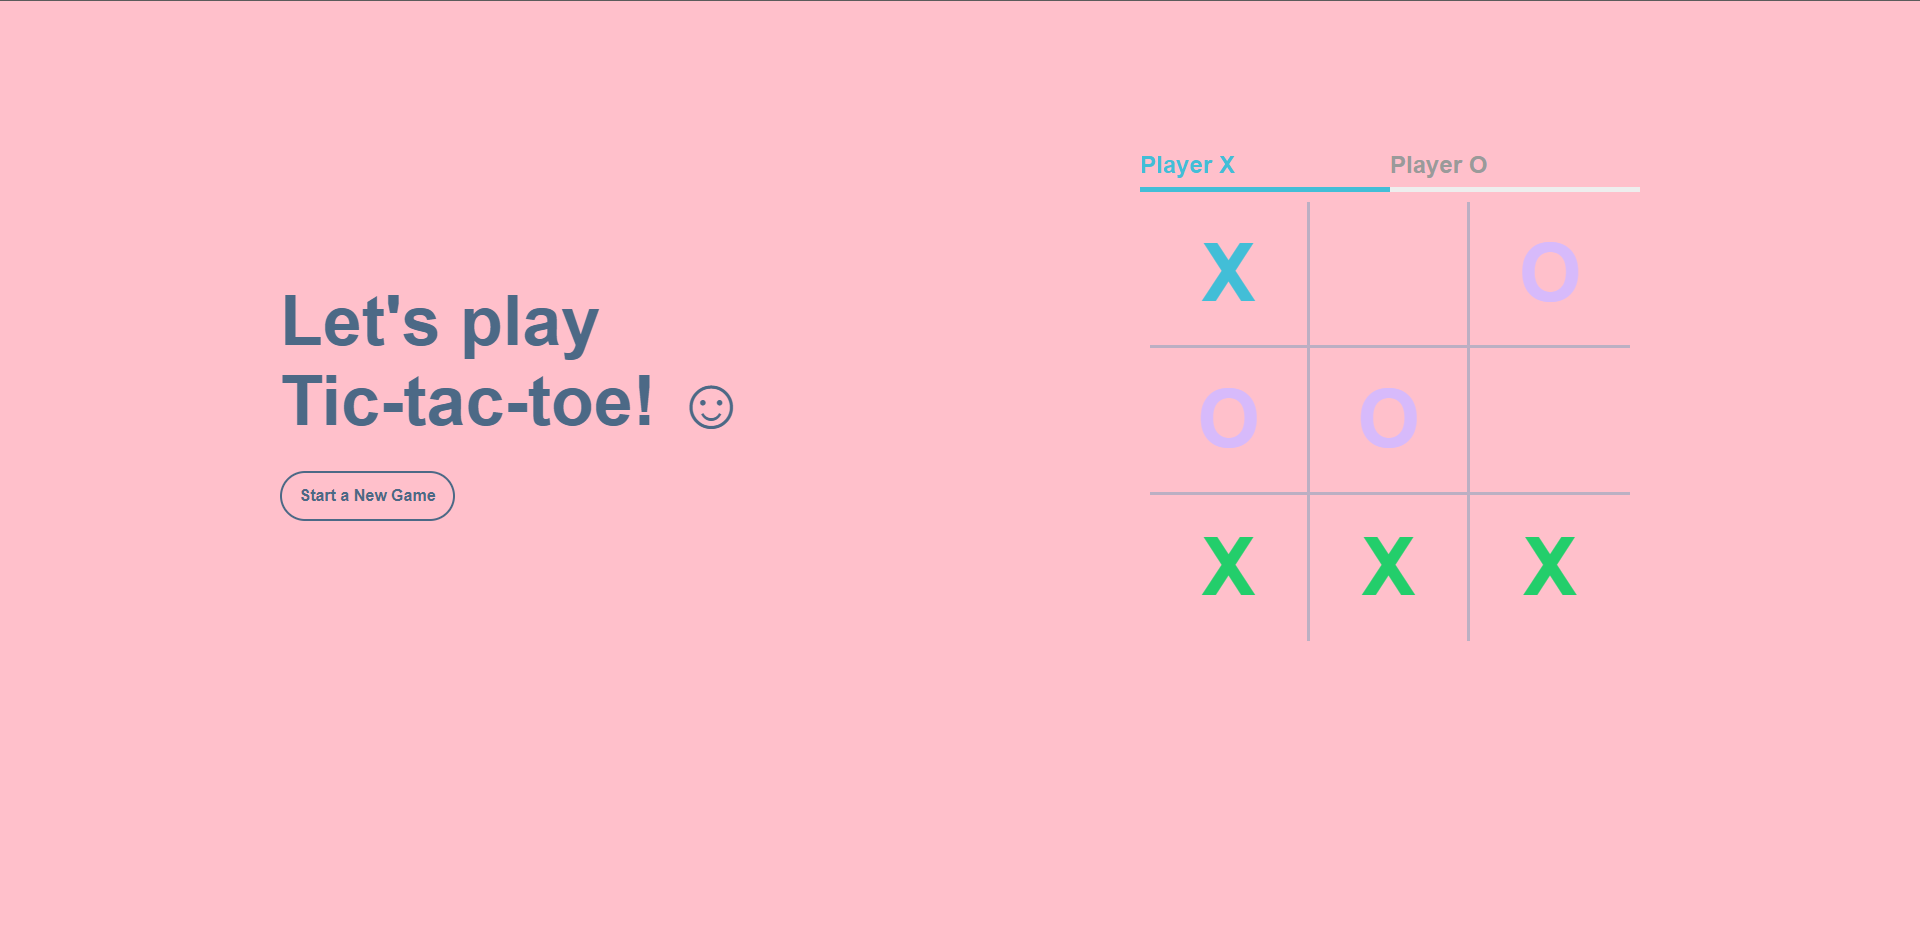 Let's play
Tic-tac-toe! ☺
Start a New Game
Player X Player O
X O
O O
X X X